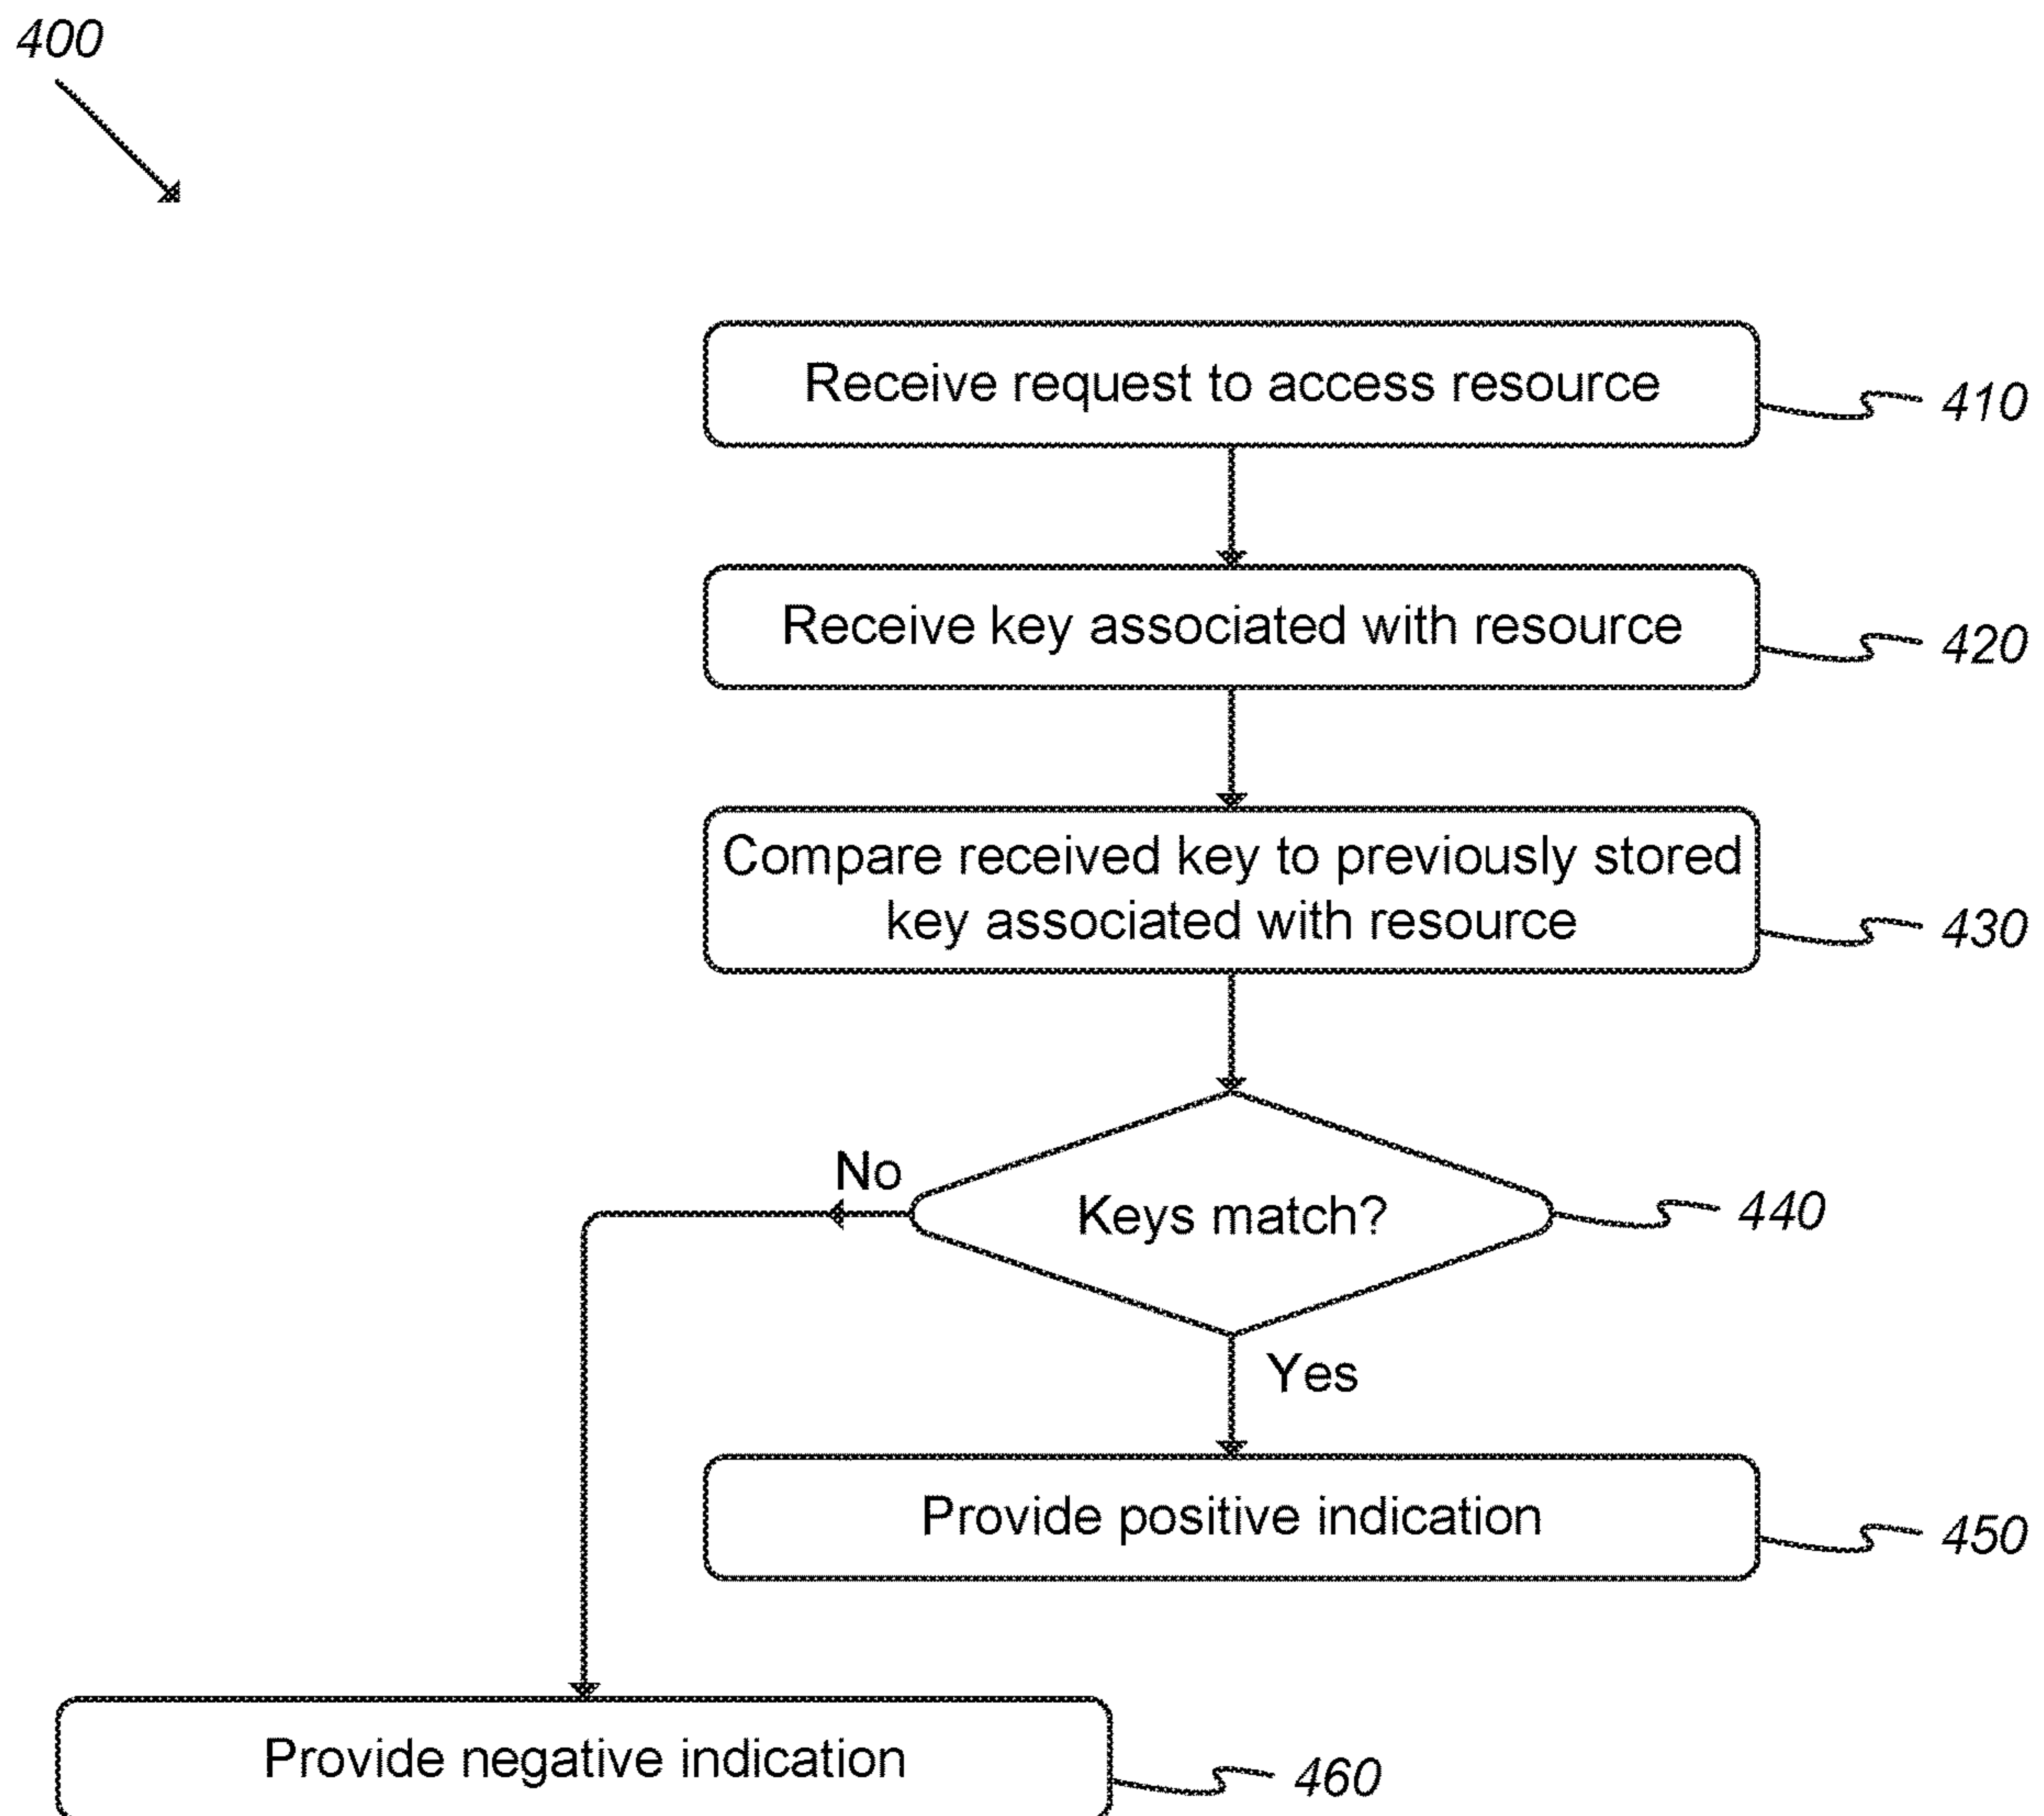 400
Receive request to access resource
410
Receive key associated with resource
420
Compare received key to previously stored
key associated with resource
430
No
Keys match?
440
Yes
Provide positive indication
450
Provide negative indication
460